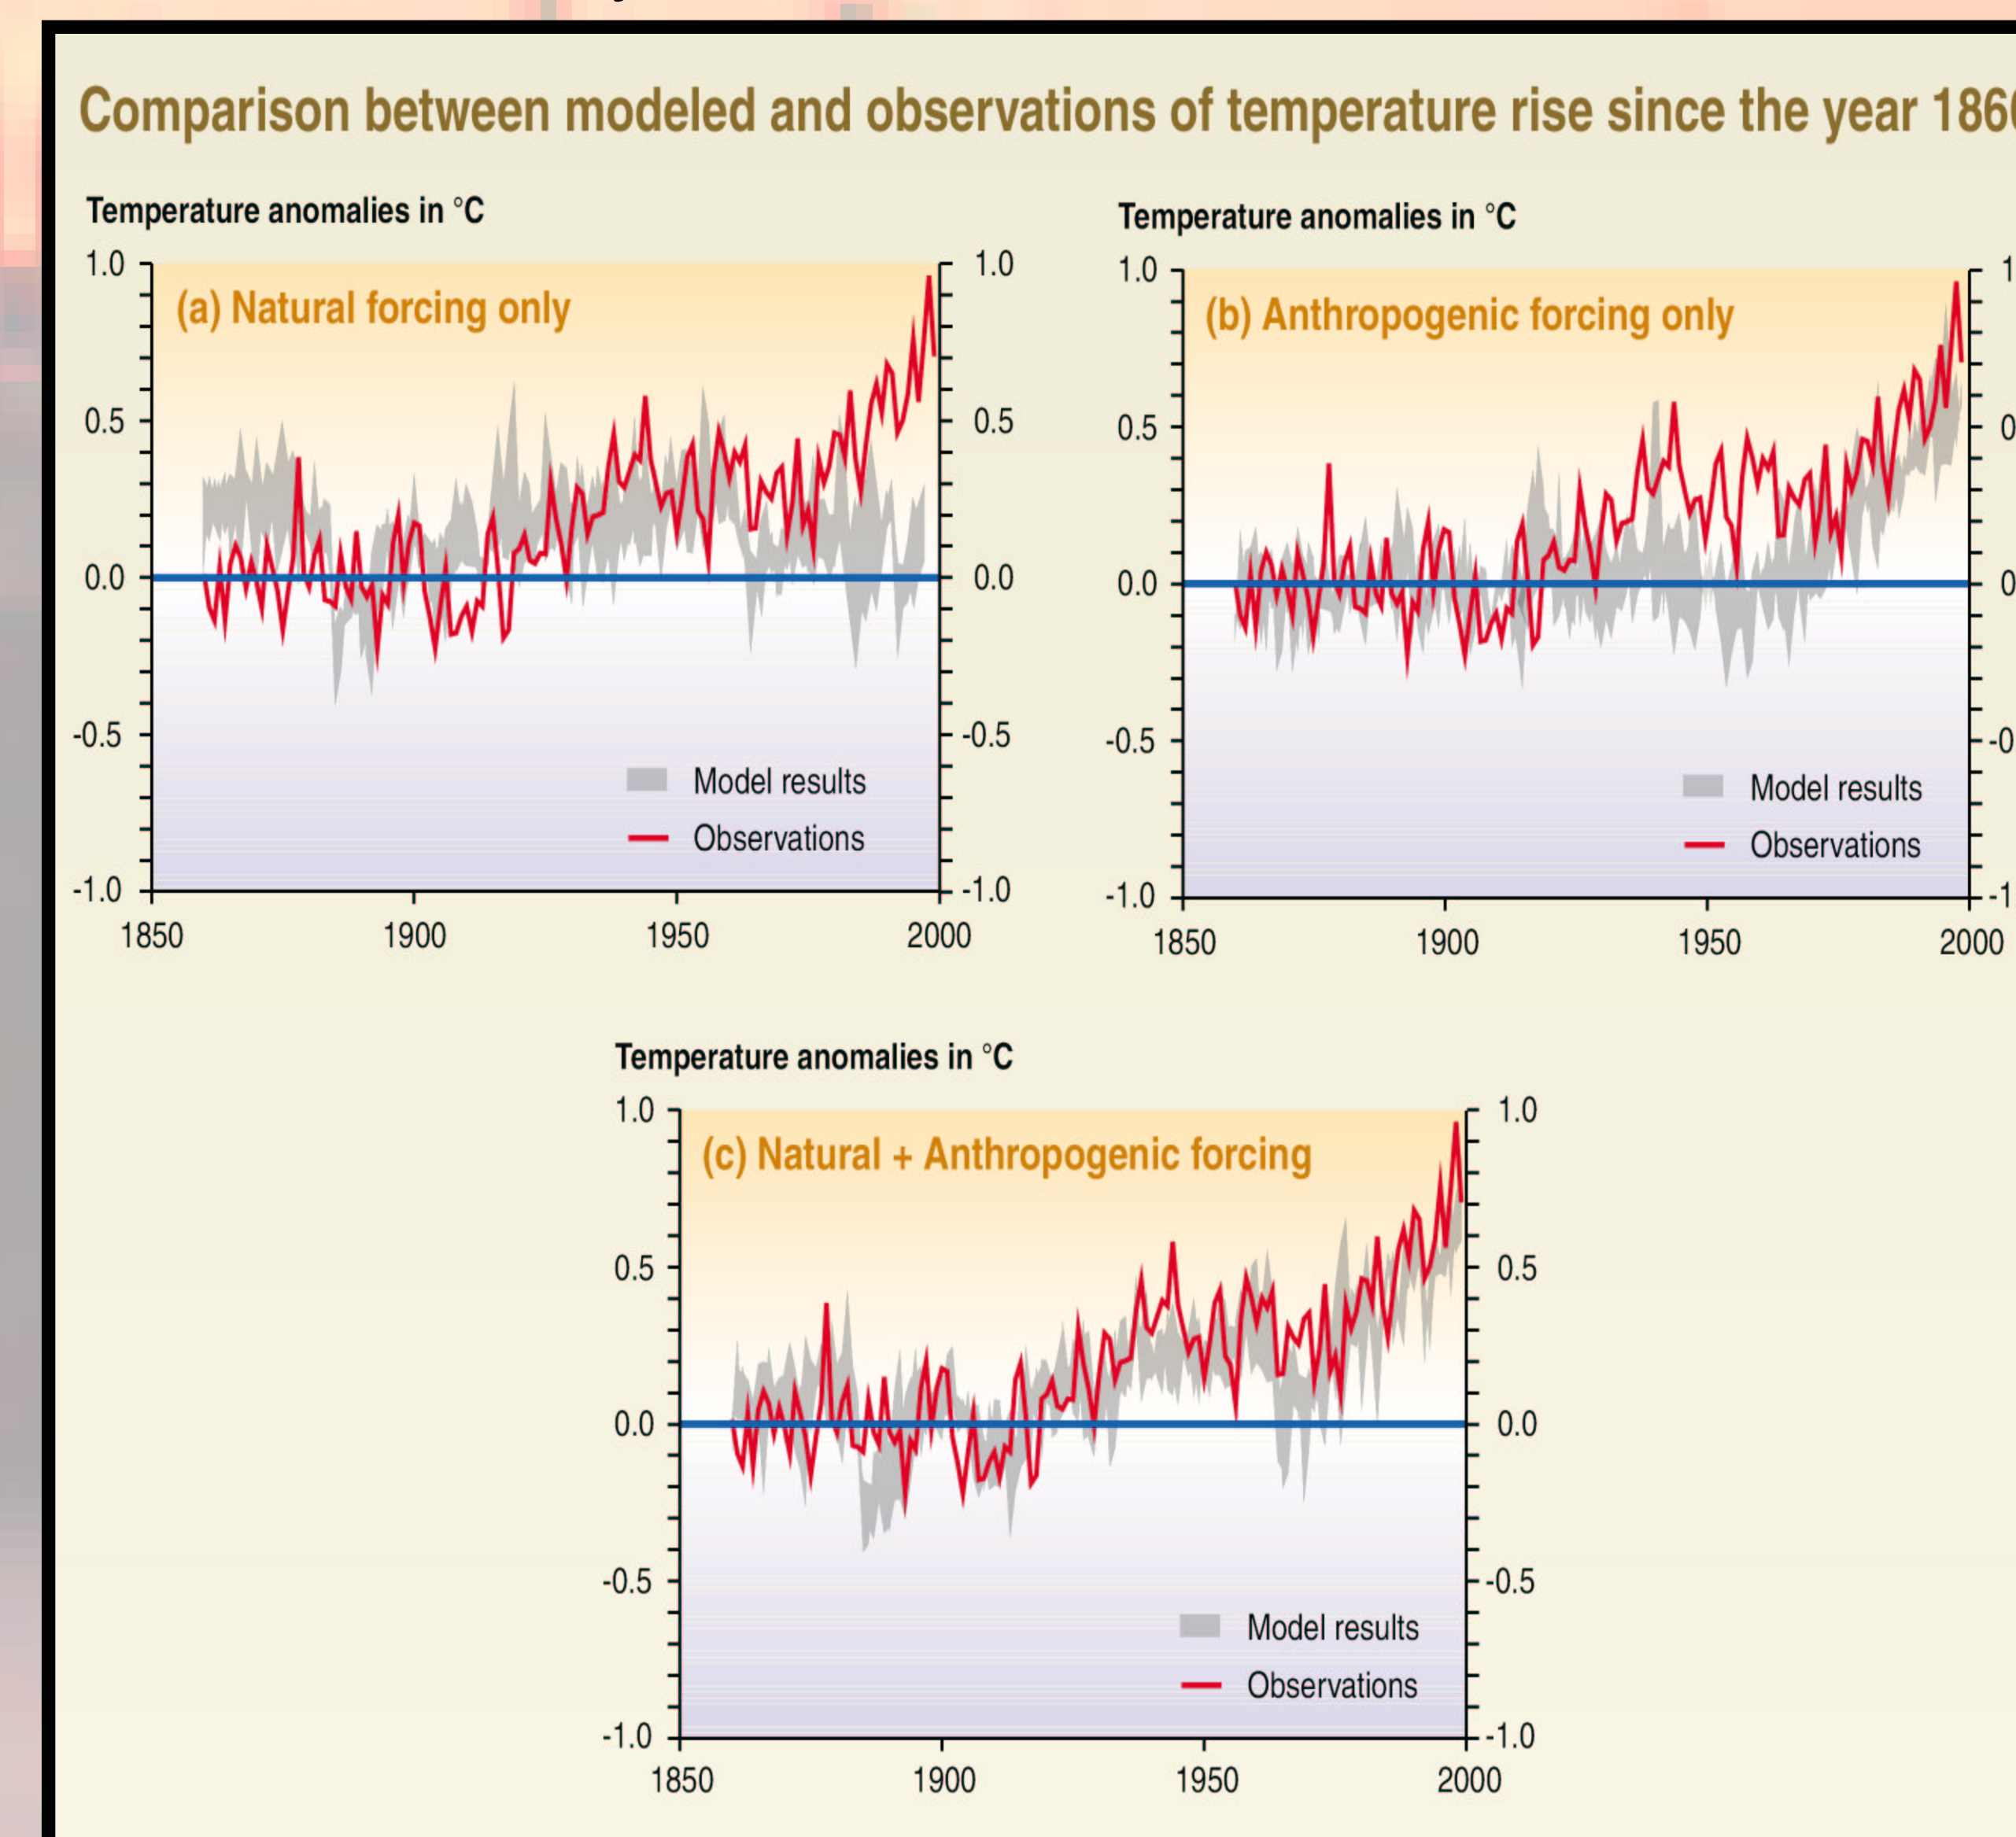 Comparison between modeled and observations of temperature rise since the year 186
Temperature anomalies in °C
1.0
0.5
0.0
-0.5
-1.0
(a) Natural forcing only
Model results
Observations
1.0
0.5
0.0
-0.5
-1.0
1850 1900 1950 2000
Temperature anomalies in °C
1.0
0.5
0.0
-0.5
-1.0
(b) Anthropogenic forcing only
Model results
Observations
1850 1900 1950 2000
Temperature anomalies in °C
1.0
0.5
0.0
-0.5
-1.0
(c) Natural + Anthropogenic forcing
Model results
Observations
1.0
0.5
0.0
-0.5
-1.0
1850 1900 1950 2000